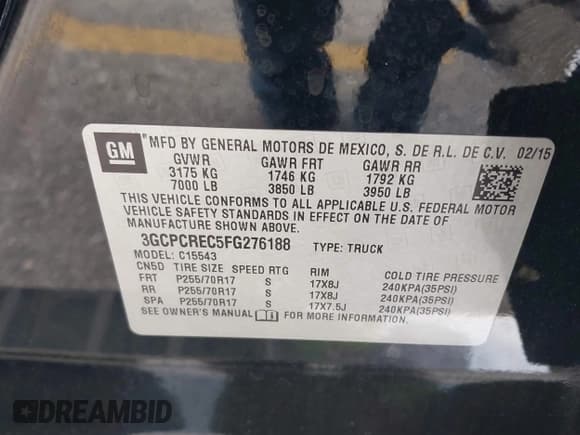 GM
"MFD BY GENERAL MOTORS DE MEXICO, S. DE R.L. DE C.V. 02/15
GVWR GAWR FRT GAWR RR
3175 KG 1746 KG 1792 KG
7000 LB 3850 LB 3950 LB
THIS VEHICLE CONFORMS TO ALL APPLICABLE U.S. FEDERAL MOTOR
VEHICLE SAFETY STANDARDS IN EFFECT ON THE DATE OF
MANUFACTURE SHOWN ABOVE.
3GCPCREC5FG276188 TYPE: TRUCK
MODEL: C15543
CN5D TIRE SIZE SPEED RTG RIM COLD TIRE PRESSURE
FRT P255/70R17 S 17X8J 240KPA(35PSI)
RR P255/70R17 S 17X8J 240KPA(35PSI)
SPA P255/70R17 S 17X7.5J 240KPA(35PSI)
SEE OWNER'S MANUAL FOR MORE INFORMATION.
DREAMBID